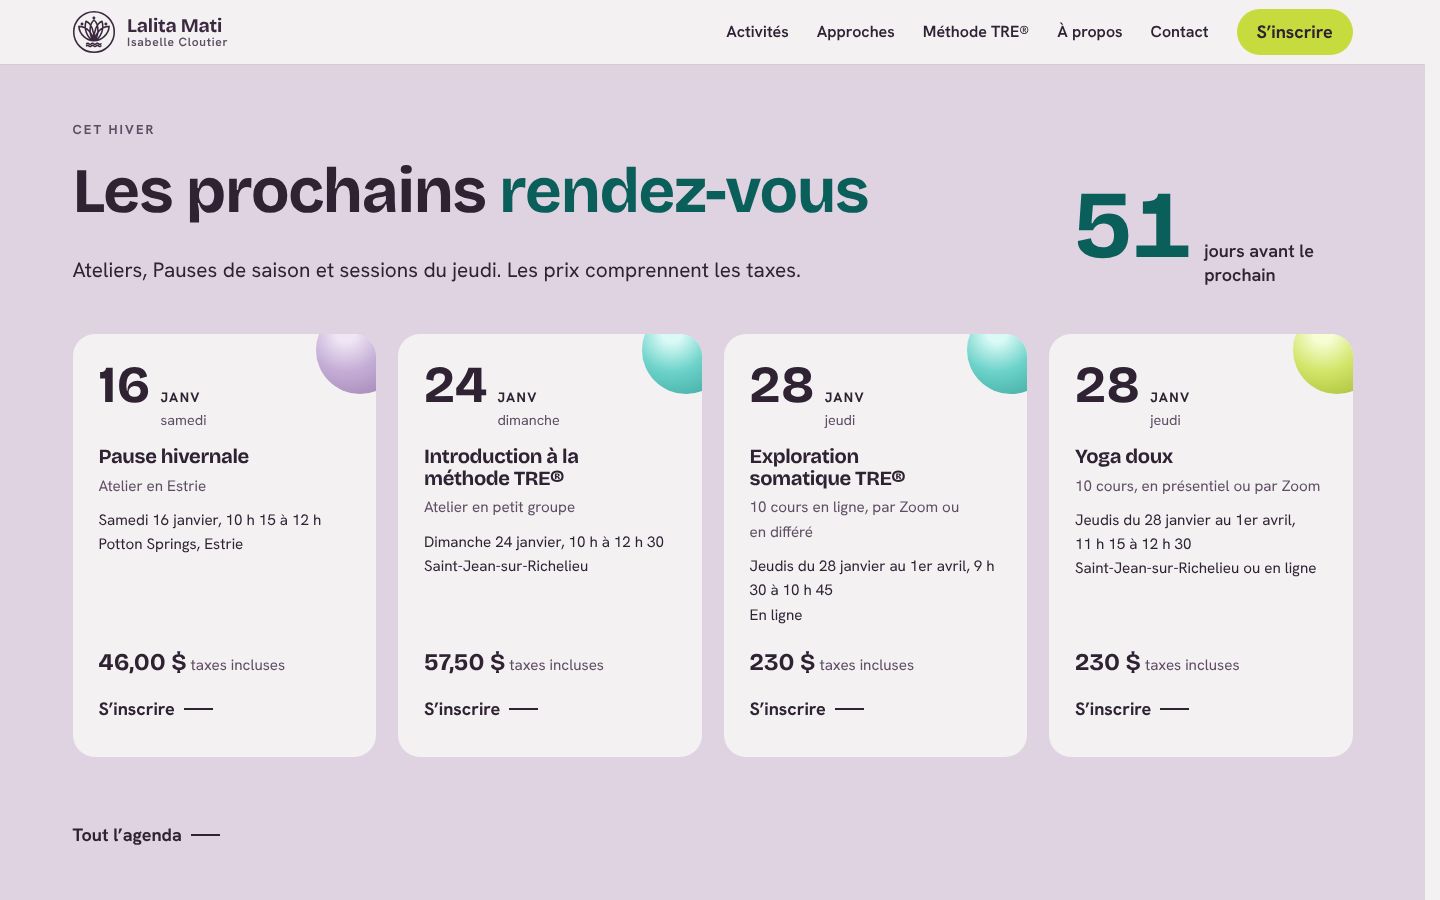 Lalita Mati
Isabelle Cloutier
Activités
Approches
Méthode TRE®
À propos
Contact
S’inscrire
CET HIVER
Les prochains rendez-vous
Ateliers, Pauses de saison et sessions du jeudi. Les prix comprennent les taxes.
51 jours avant le
prochain
16 JANV
samedi
Pause hivernale
Atelier en Estrie
Samedi 16 janvier, 10 h 15 à 12 h
Potton Springs, Estrie
46,00 $ taxes incluses
S’inscrire
24 JANV
dimanche
Introduction à la
méthode TRE®
Atelier en petit groupe
Dimanche 24 janvier, 10 h à 12 h 30
Saint-Jean-sur-Richelieu
57,50 $ taxes incluses
S’inscrire
28 JANV
jeudi
Exploration
somatique TRE®
10 cours en ligne, par Zoom ou
en différé
Jeudis du 28 janvier au 1er avril, 9 h
30 à 10 h 45
En ligne
230 $ taxes incluses
S’inscrire
28 JANV
jeudi
Yoga doux
10 cours, en présentiel ou par Zoom
Jeudis du 28 janvier au 1er avril,
11 h 15 à 12 h 30
Saint-Jean-sur-Richelieu ou en ligne
230 $ taxes incluses
S’inscrire
Tout l’agenda